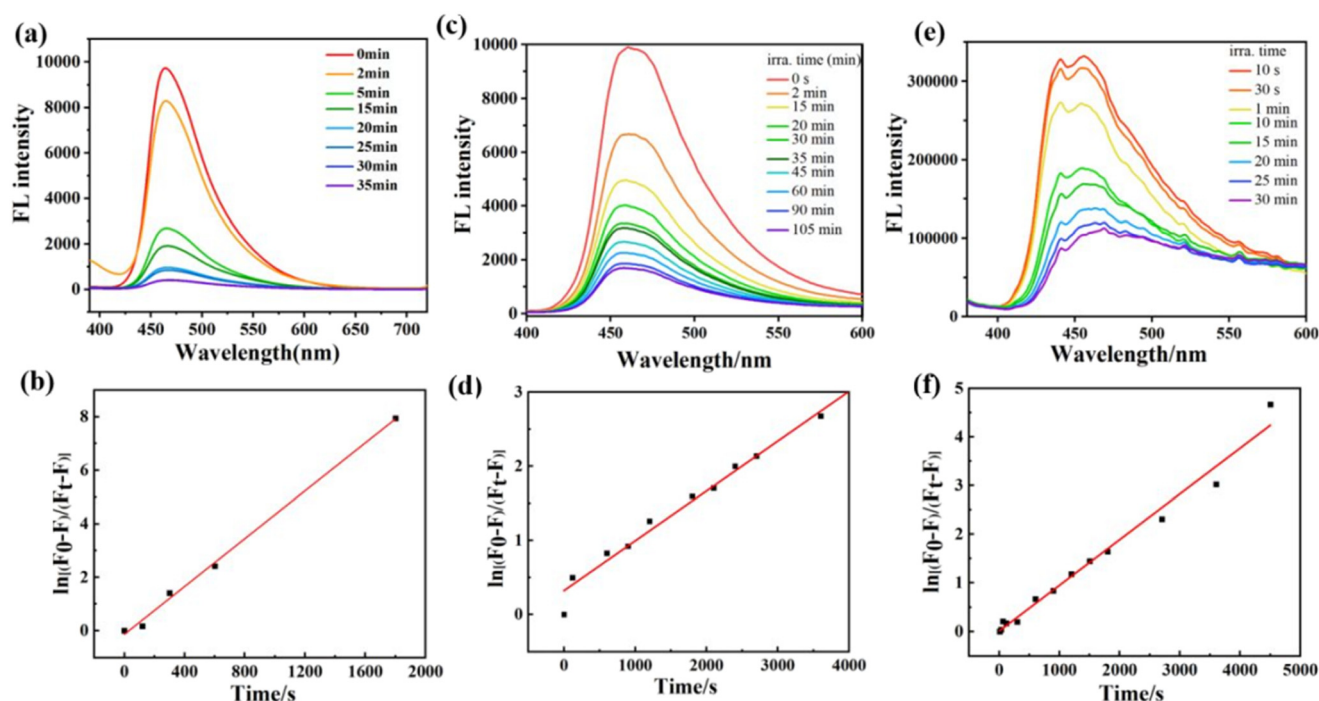 (a)
10000
8000
6000
4000
2000
0
FL intensity
400
450
500
550
600
650
700
Wavelength(nm)
0min
2min
5min
15min
20min
25min
30min
35min
(c)
10000
8000
6000
4000
2000
0
FL intensity
400
450
500
550
600
Wavelength/nm
irra. time (min)
0 s
2 min
15 min
20 min
30 min
35 min
45 min
60 min
90 min
105 min
(e)
300000
200000
100000
0
FL intensity
400
450
500
550
600
Wavelength/nm
irra. time
10 s
30 s
1 min
10 min
15 min
20 min
25 min
30 min
(b)
8
6
4
2
0
ln[(F0-F)/(Ft-F)]
0
400
800
1200
1600
2000
Time/s
(d)
3
2
1
0
ln[(F0-F)/(Ft-F)]
0
1000
2000
3000
4000
Time/s
(f)
5
4
3
2
1
0
ln[(F0-F)/(Ft-F)]
0
1000
2000
3000
4000
5000
Time/s